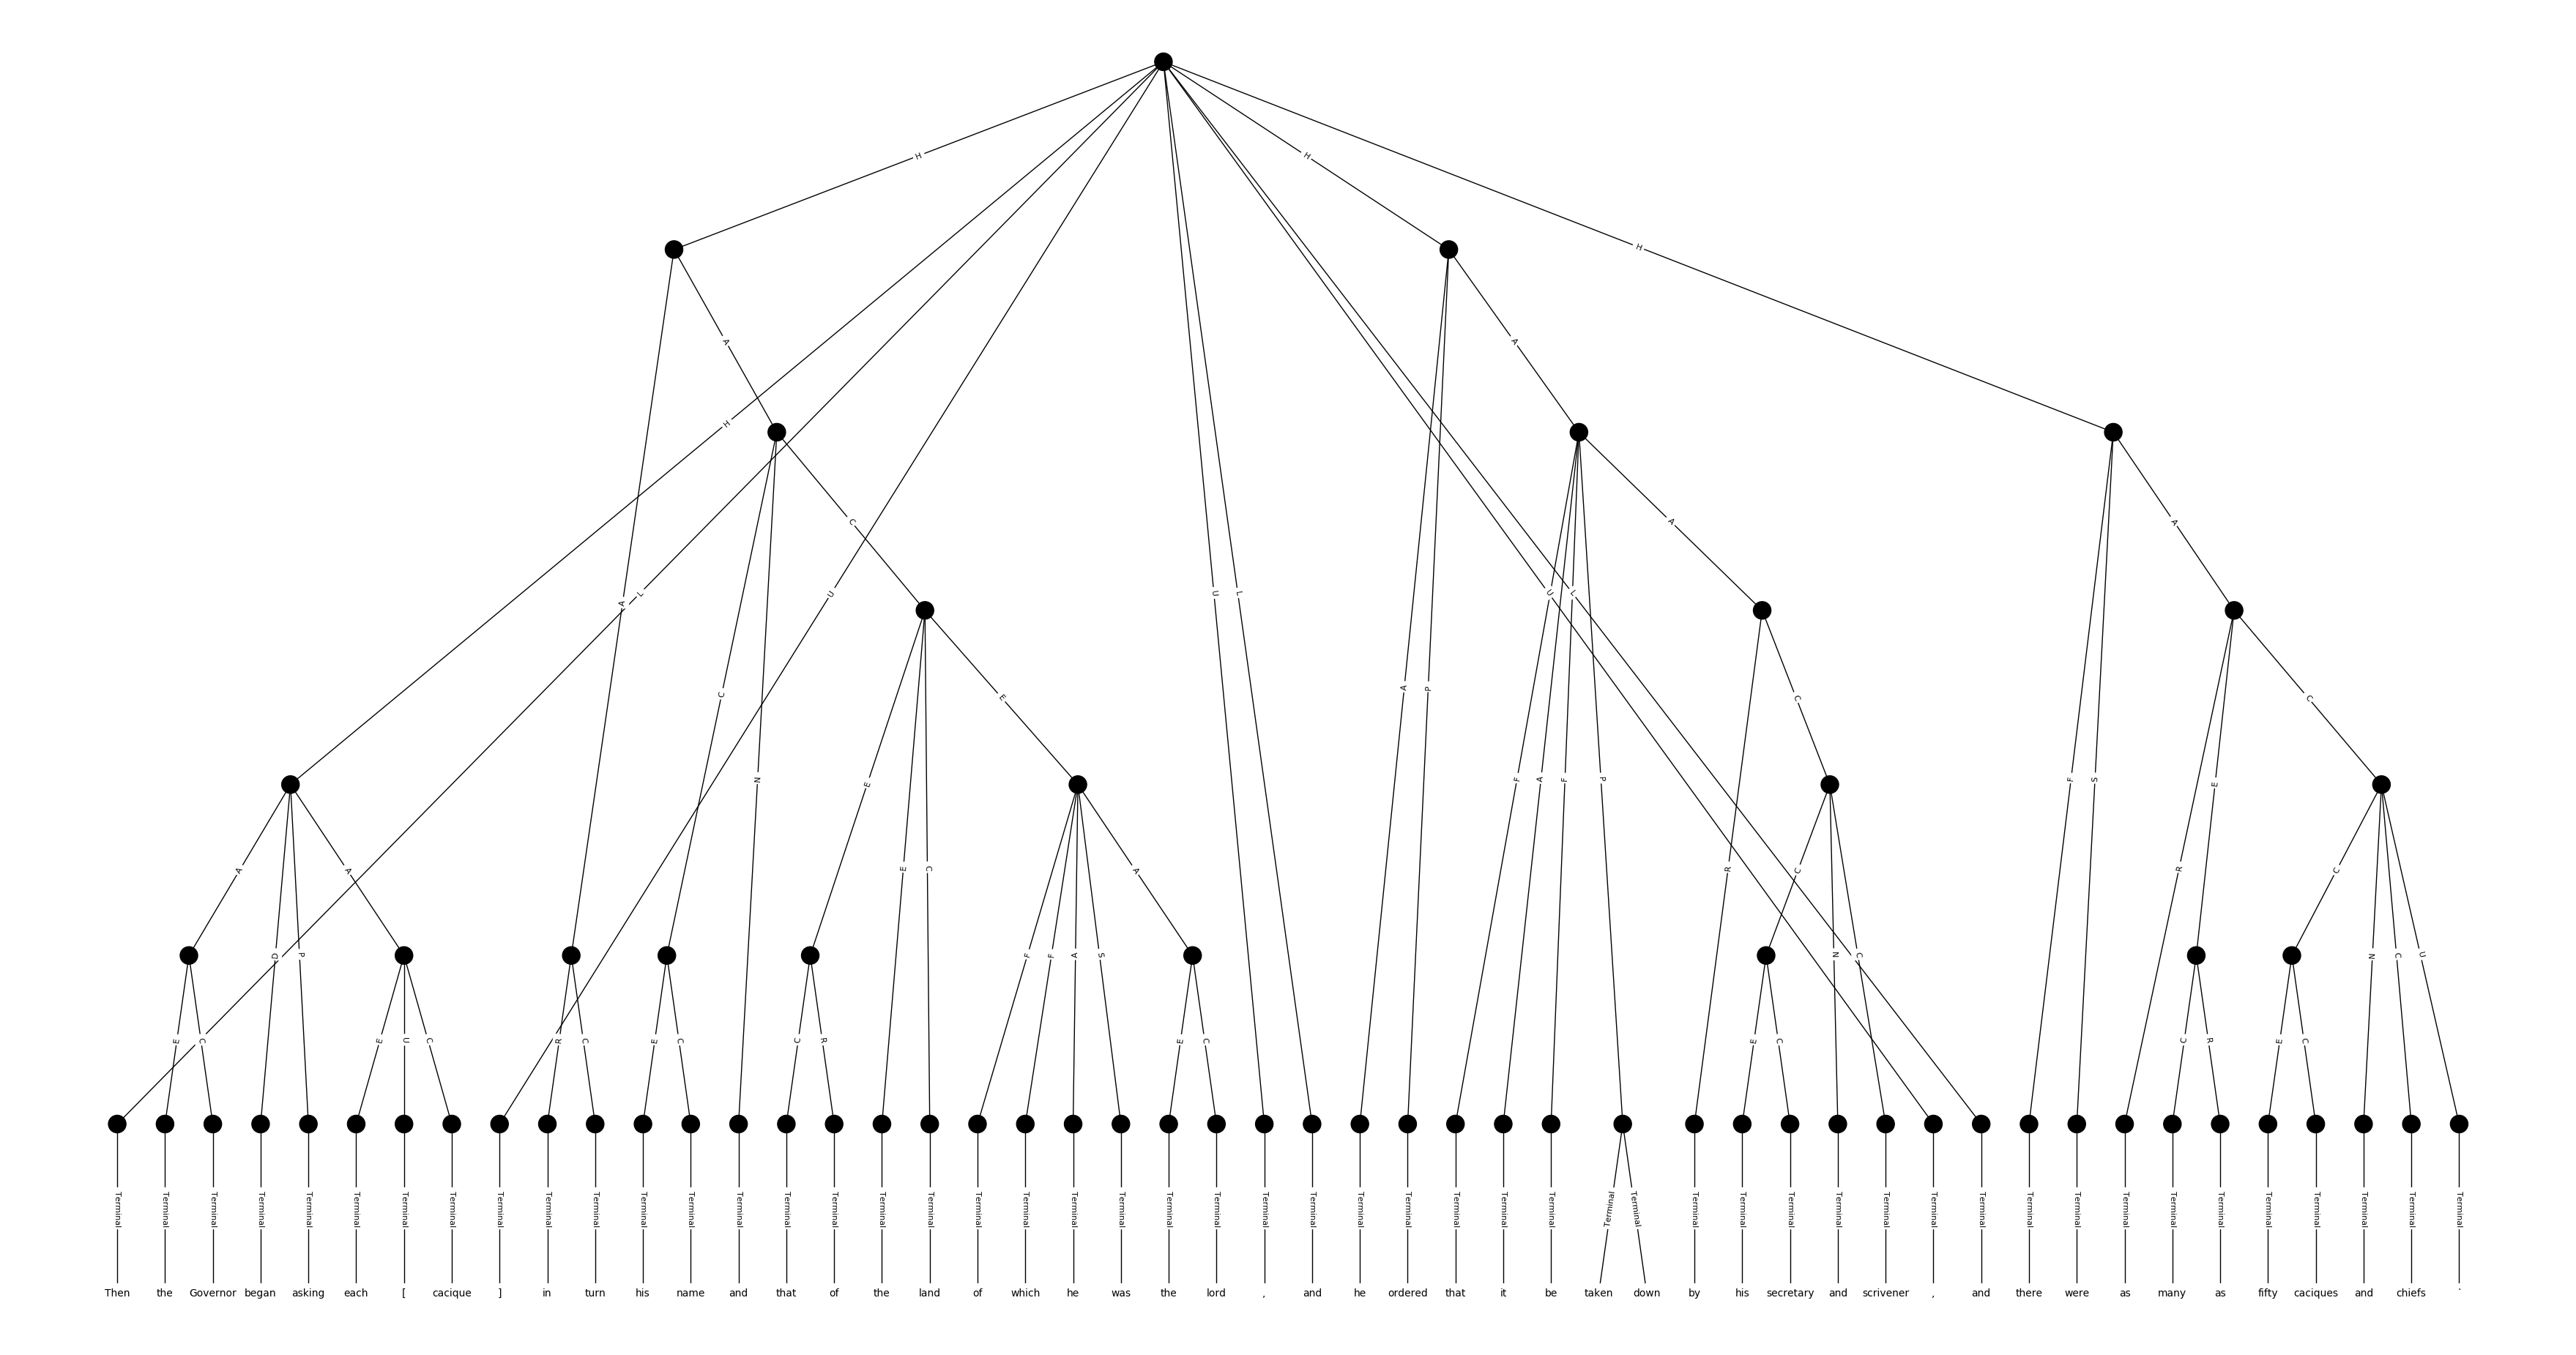 H H L U U L H U L H
A A A P A F S A
C N C F A F P A R E C
E E C E R C C N C U
A D P A E C F F A S A
E C E U C R C E C C R E C C R E C
Terminal Terminal Terminal Terminal Terminal Terminal Terminal Terminal Terminal Terminal Terminal Terminal Terminal Terminal Terminal Terminal Terminal Terminal Terminal Terminal Terminal Terminal Terminal Terminal Terminal Terminal Terminal Terminal Terminal Terminal Terminal Terminal Terminal Terminal Terminal Terminal Terminal Terminal Terminal Terminal Terminal Terminal Terminal Terminal Terminal Terminal Terminal Terminal Terminal Terminal
Then the Governor began asking each [ cacique ] in turn his name and that of the land of which he was the lord , and he ordered that it be taken down by his secretary and scrivener , and there were as many as fifty caciques and chiefs .